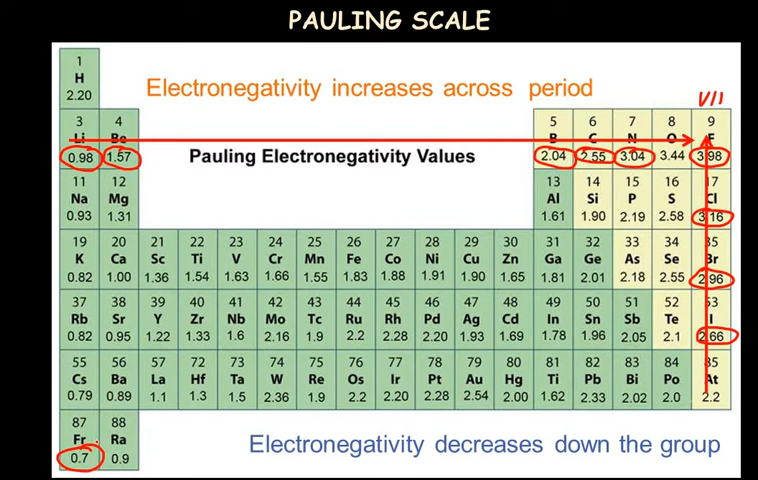 PAULING SCALE
1
H
2.20
Electronegativity increases across period
VII
3 4 5 6 7 8 9
Li Be B C N O F
0.98 1.57 Pauling Electronegativity Values 2.04 2.55 3.04 3.44 3.98
11 12 13 14 15 16 17
Na Mg Al Si P S Cl
0.93 1.31 1.61 1.90 2.19 2.58 3.16
19 20 21 22 23 24 25 26 27 28 29 30 31 32 33 34 35
K Ca Sc Ti V Cr Mn Fe Co Ni Cu Zn Ga Ge As Se Br
0.82 1.00 1.36 1.54 1.63 1.66 1.55 1.83 1.88 1.91 1.90 1.65 1.81 2.01 2.18 2.55 2.96
37 38 39 40 41 42 43 44 45 46 47 48 49 50 51 52 53
Rb Sr Y Zr Nb Mo Tc Ru Rh Pd Ag Cd In Sn Sb Te I
0.82 0.95 1.22 1.33 1.6 2.16 1.9 2.2 2.28 2.20 1.93 1.69 1.78 1.96 2.05 2.1 2.66
55 56 57 72 73 74 75 76 77 78 79 80 81 82 83 84 85
Cs Ba La Hf Ta W Re Os Ir Pt Au Hg Ti Pb Bi Po At
0.79 0.89 1.1 1.3 1.5 2.36 1.9 2.2 2.20 2.28 2.54 2.00 1.62 2.33 2.02 2.0 2.2
87 88
Fr Ra
0.7 0.9
Electronegativity decreases down the group